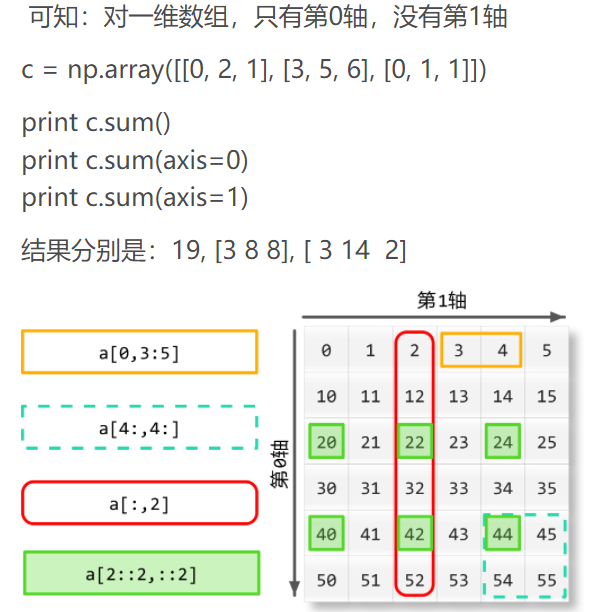 可知：对一维数组，只有第0轴，没有第1轴
c = np.array([[0, 2, 1], [3, 5, 6], [0, 1, 1]])
print c.sum()
print c.sum(axis=0)
print c.sum(axis=1)
结果分别是：19, [3 8 8], [ 3 14  2]
第1轴
第0轴
a[0,3:5]
a[4:,4:]
a[:,2]
a[2::2,::2]
0 1 2 3 4 5
10 11 12 13 14 15
20 21 22 23 24 25
30 31 32 33 34 35
40 41 42 43 44 45
50 51 52 53 54 55